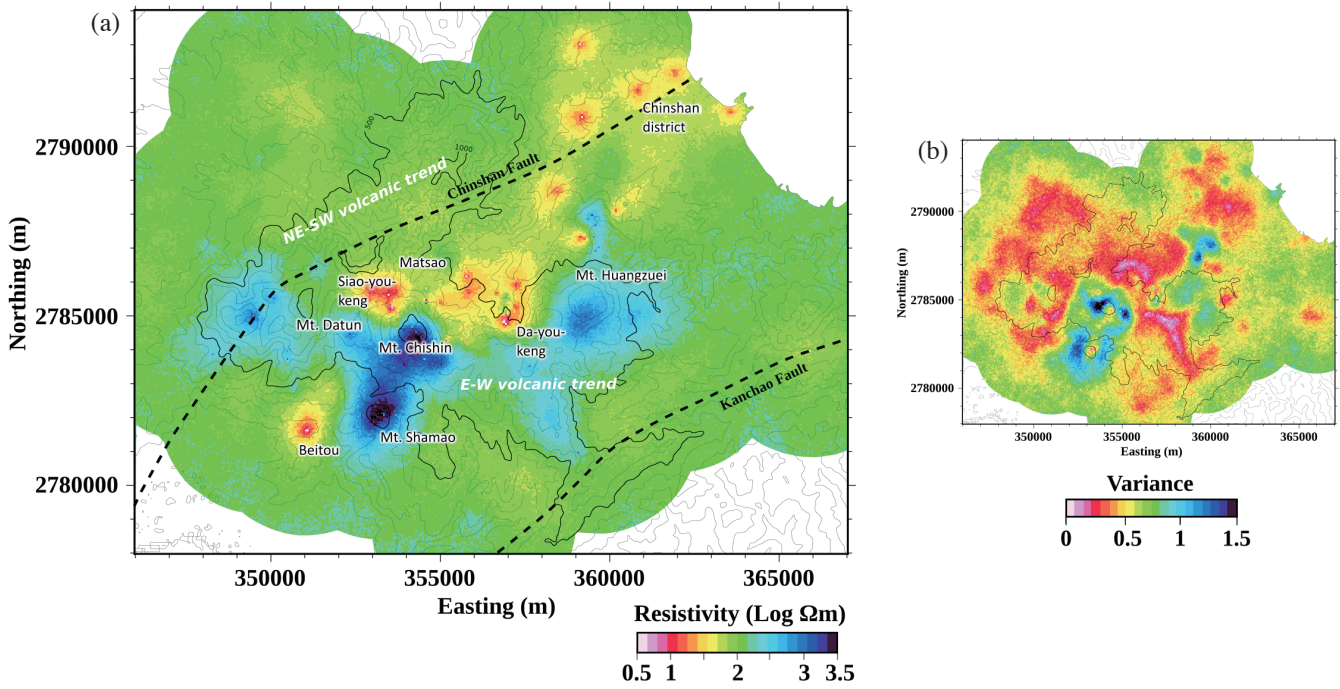 (a)
2790000
2785000
2780000
Northing (m)
500
1000
NE-SW volcanic trend
Chinshan Fault
Chinshan
district
Matsao
Siao-you-
keng
Mt. Huangzuei
Mt. Datun
Mt. Chishin
Da-you-
keng
E-W volcanic trend
Kanchao Fault
Beitou
Mt. Shamao
350000 355000 360000 365000
Easting (m)
Resistivity (Log Ωm)
0.5 1 2 3 3.5
(b)
2790000
2785000
2780000
Northing (m)
350000 355000 360000 365000
Easting (m)
Variance
0 0.5 1 1.5